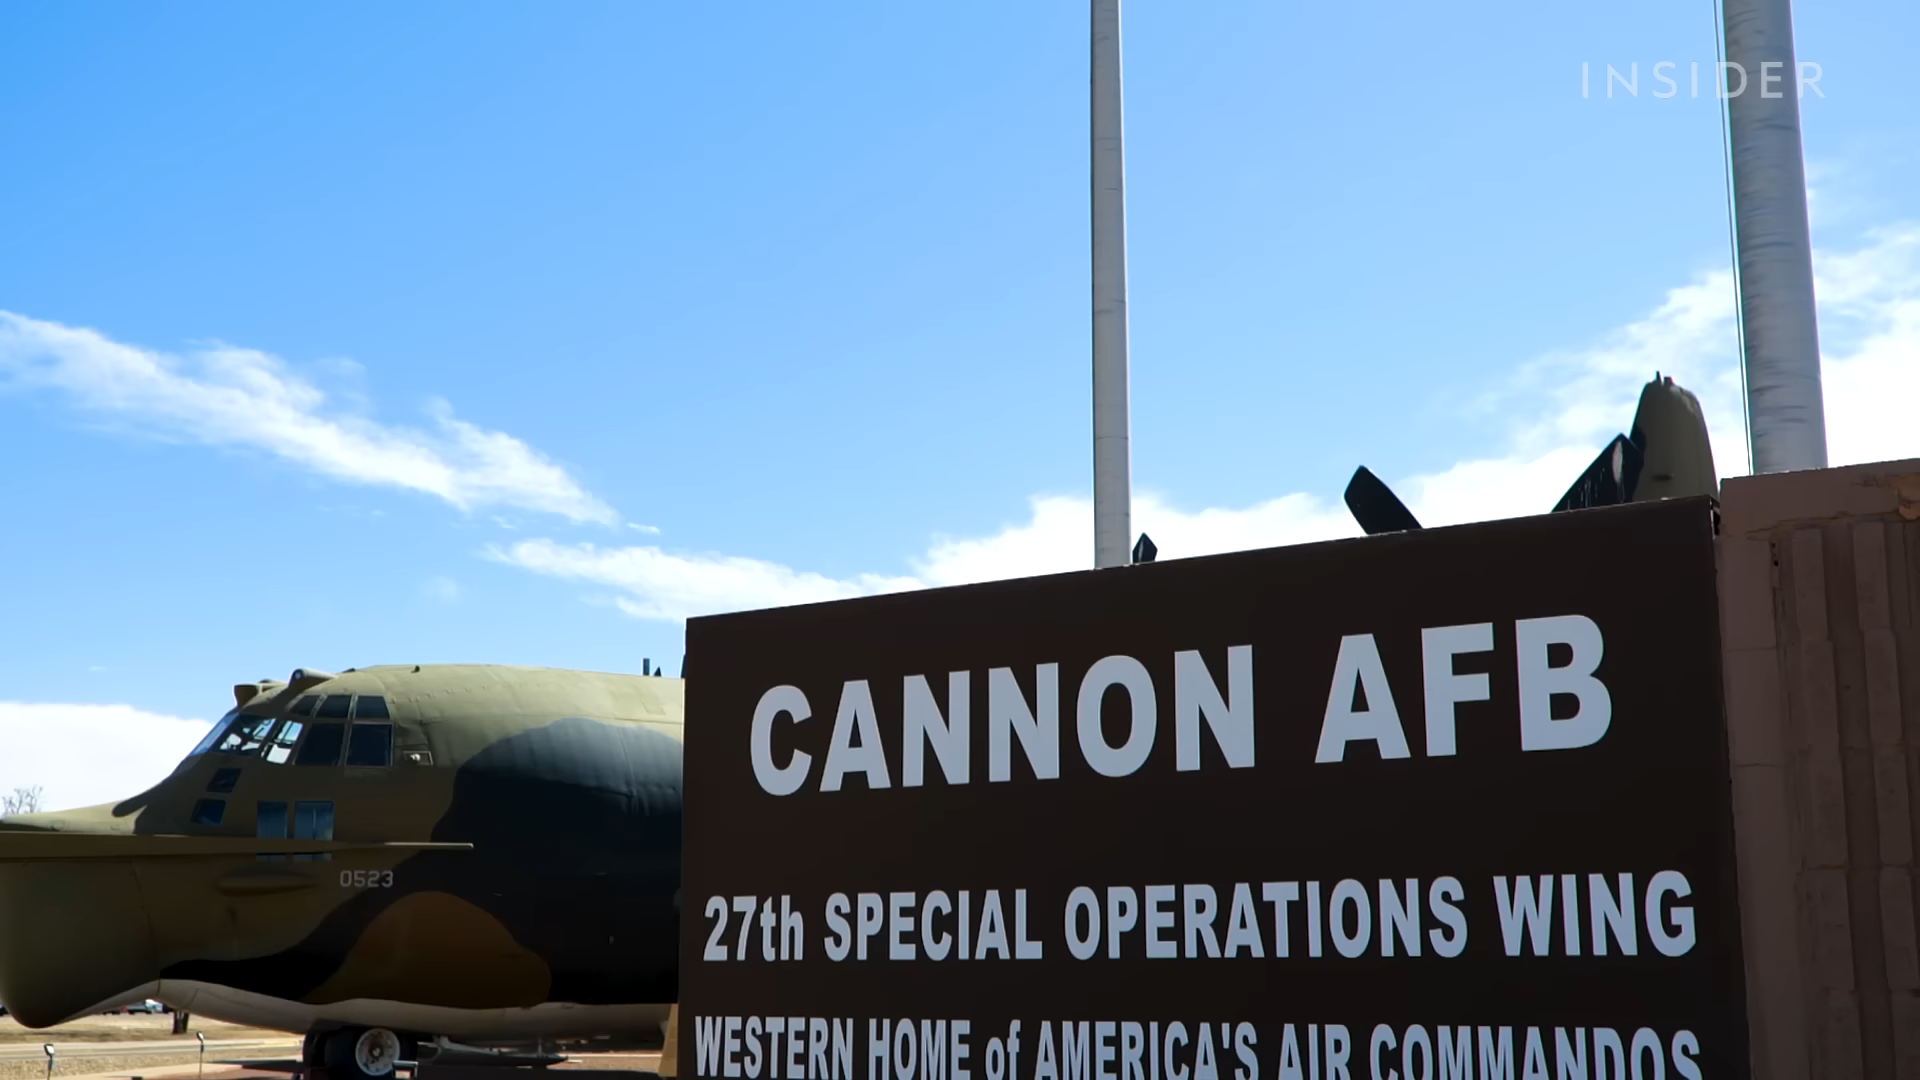 INSIDER
CANNON AFB
0523
27th SPECIAL OPERATIONS WING
WESTERN HOME of AMERICA'S AIR COMMANDOS